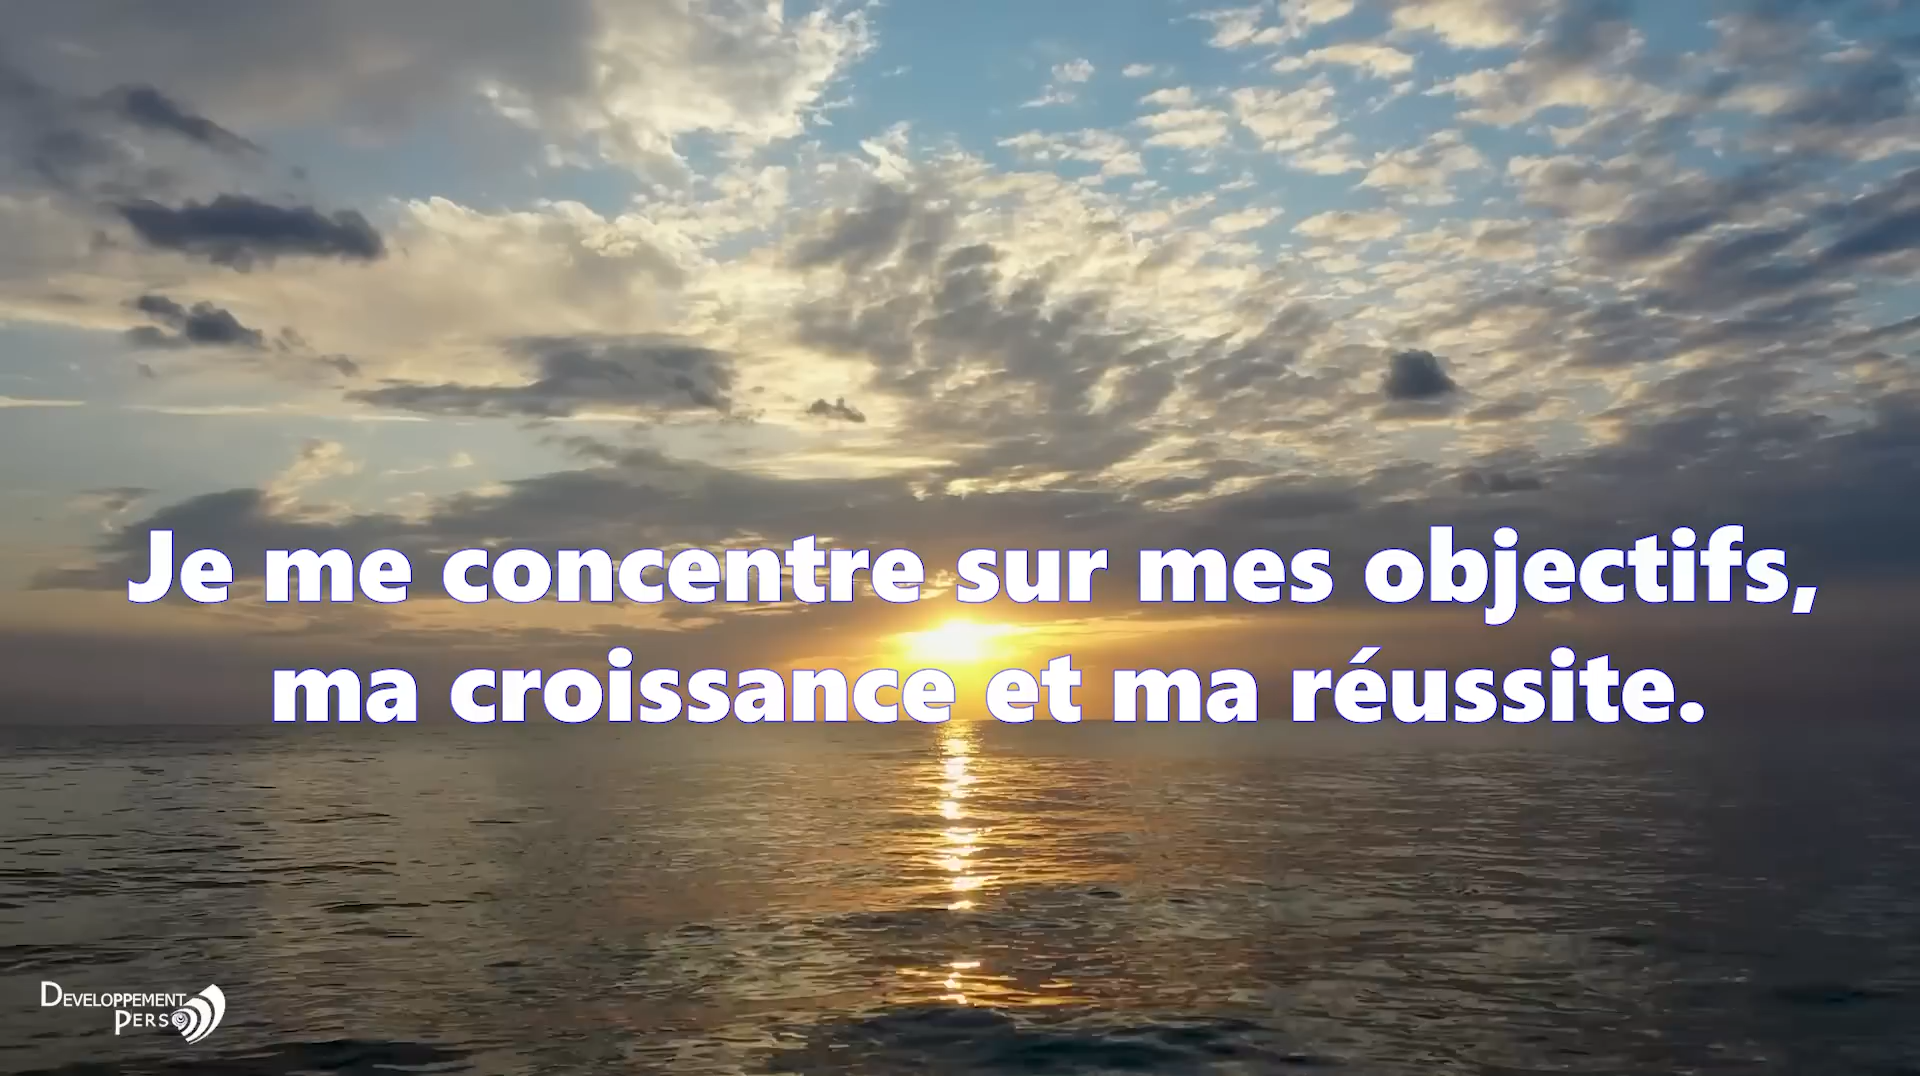 Je me concentre sur mes objectifs,
ma croissance et ma réussite.
DEVELOPPEMENT
PERSO